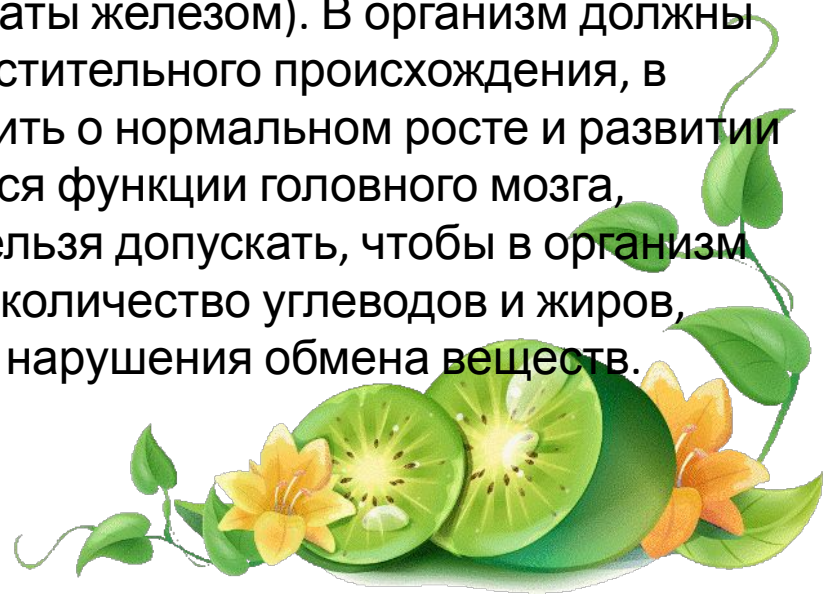 аты железом). В организм должны
стительного происхождения, в
ить о нормальном росте и развитии
ся функции головного мозга,
ельзя допускать, чтобы в организм
количество углеводов и жиров,
нарушения обмена веществ.